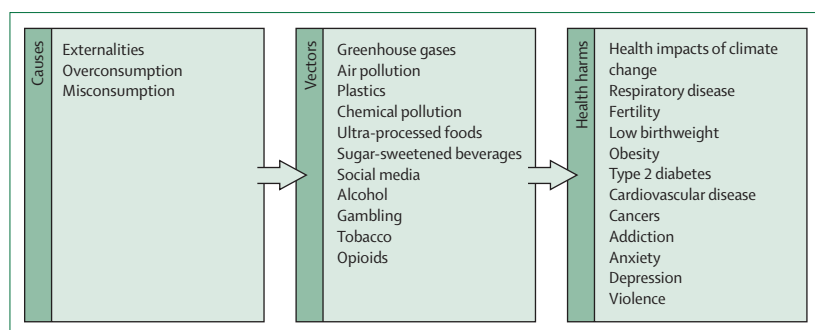 Causes
Externalities
Overconsumption
Misconsumption
Vectors
Greenhouse gases
Air pollution
Plastics
Chemical pollution
Ultra-processed foods
Sugar-sweetened beverages
Social media
Alcohol
Gambling
Tobacco
Opioids
Health harms
Health impacts of climate
change
Respiratory disease
Fertility
Low birthweight
Obesity
Type 2 diabetes
Cardiovascular disease
Cancers
Addiction
Anxiety
Depression
Violence